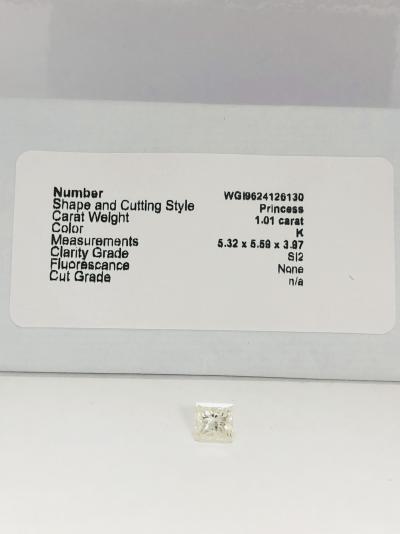 Number WGI9624126130
Shape and Cutting Style Princess
Carat Weight 1.01 carat
Color K
Measurements 5.32 x 5.59 x 3.97
Clarity Grade SI2
Fluorescance None
Cut Grade n/a